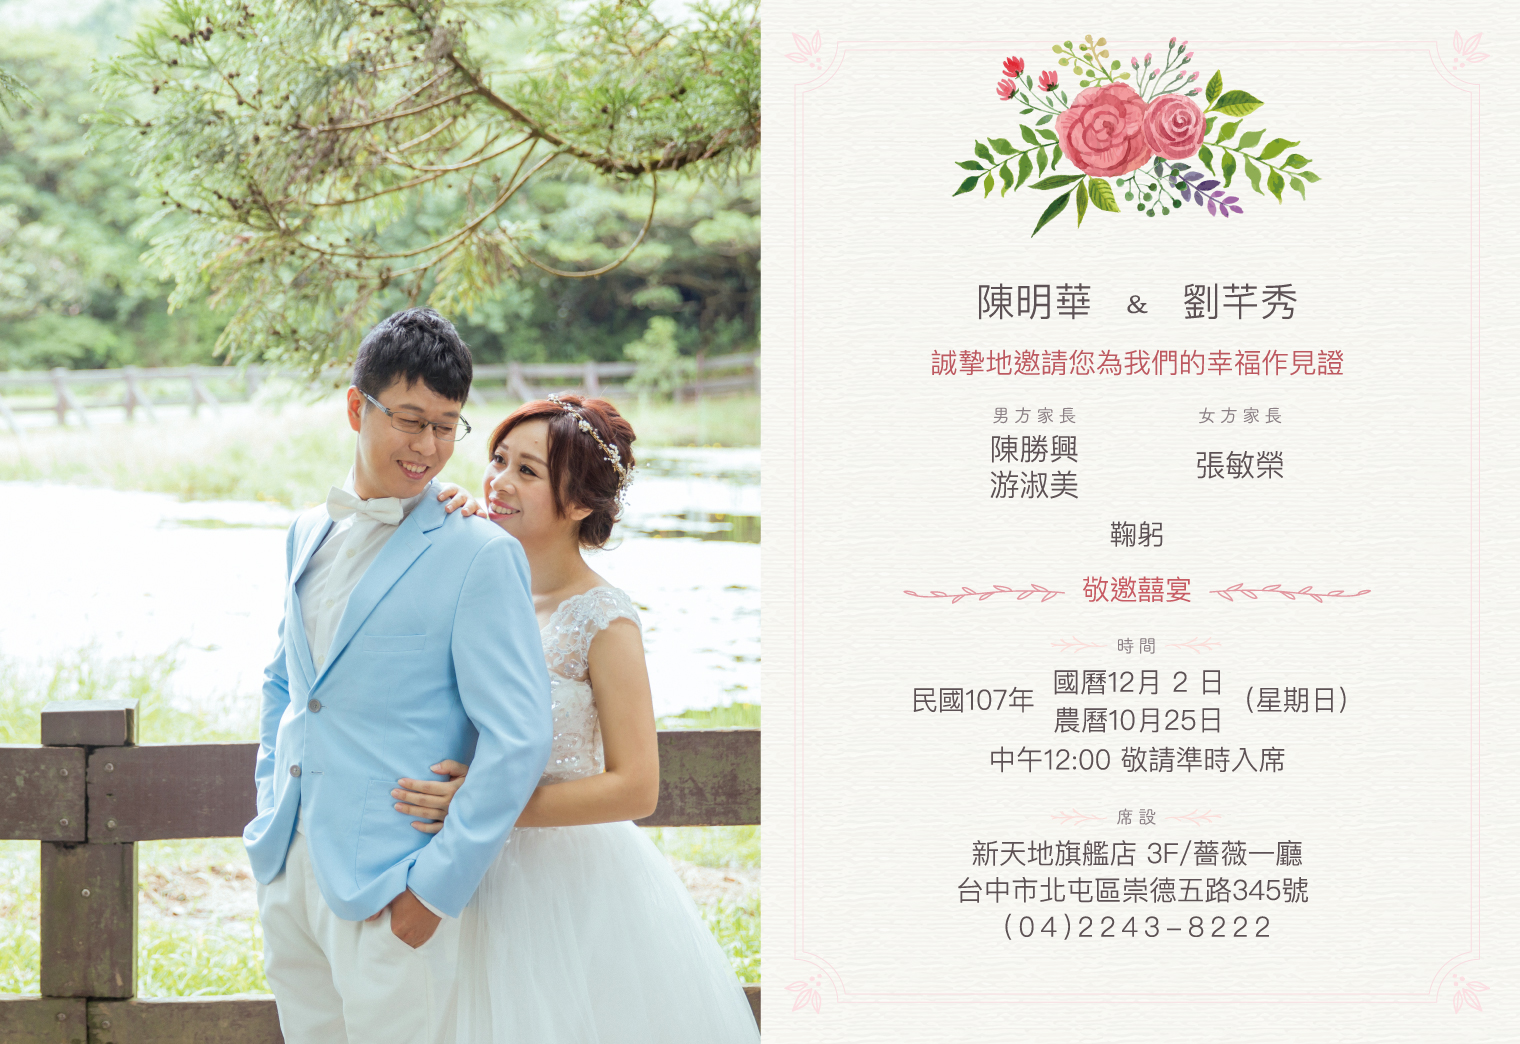 陳明華 & 劉芊秀
誠摯地邀請您為我們的幸福作見證
男方家長 女方家長
陳勝興
游淑美
張敏榮
鞠躬
敬邀囍宴
時間
民國107年 國曆12月 2 日 (星期日)
農曆10月25日
中午12:00 敬請準時入席
席設
新天地旗艦店 3F/薔薇一廳
台中市北屯區崇德五路345號
(04)2243-8222